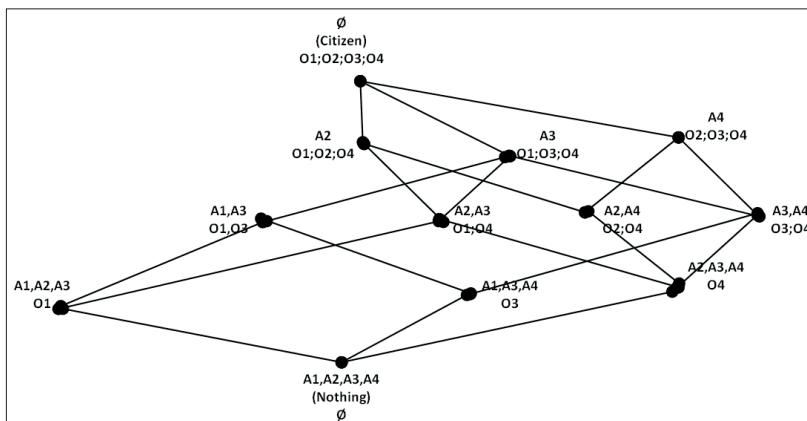 Ø
(Citizen)
O1;O2;O3;O4
A2
O1;O2;O4
A3
O1;O3;O4
A4
O2;O3;O4
A1,A3
O1,O3
A2,A3
O1;O4
A2,A4
O2;O4
A3,A4
O3;O4
A1,A2,A3
O1
A1,A3,A4
O3
A2,A3,A4
O4
A1,A2,A3,A4
(Nothing)
Ø